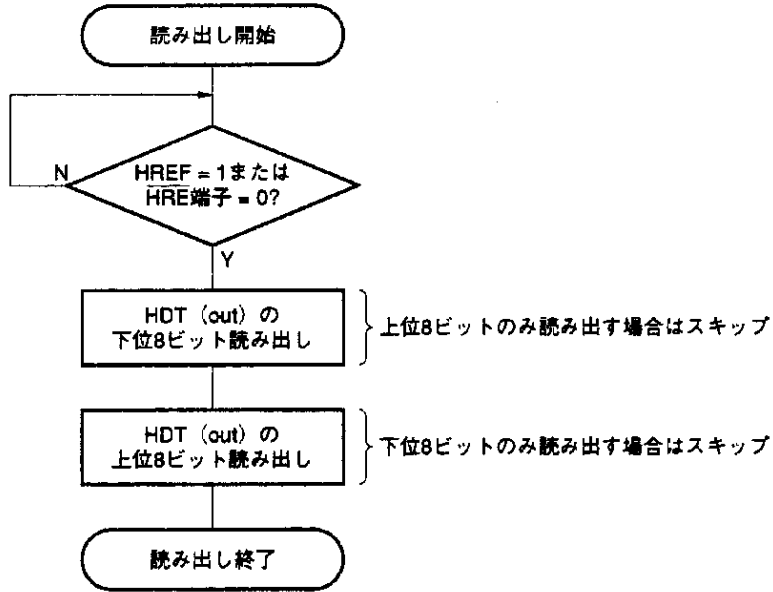 読み出し開始
N
HREF = 1または
HRE端子 = 0?
Y
HDT（out）の
下位8ビット読み出し
上位8ビットのみ読み出す場合はスキップ
HDT（out）の
上位8ビット読み出し
下位8ビットのみ読み出す場合はスキップ
読み出し終了